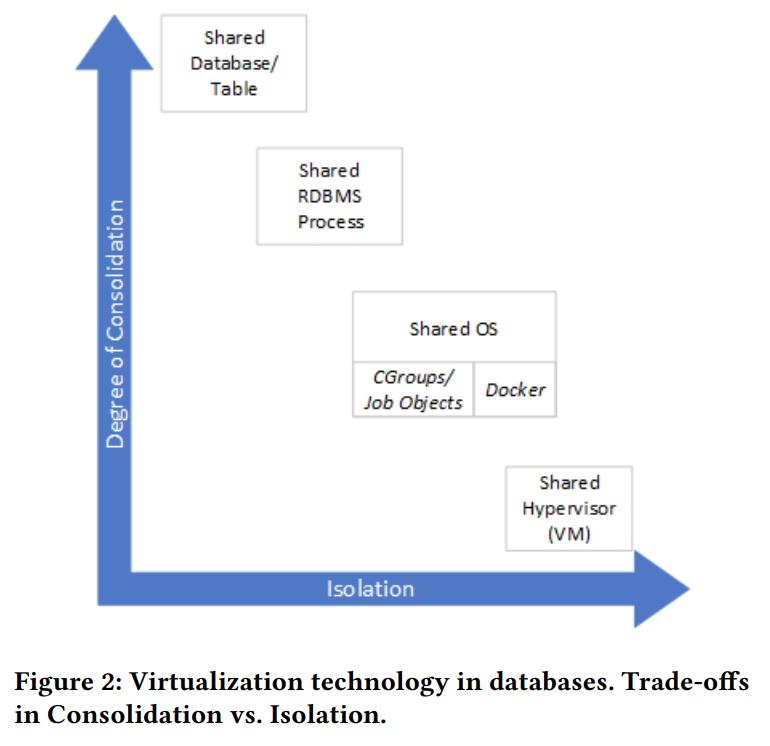 Shared
Database/
Table
Shared
RDBMS
Process
Degree of Consolidation
Shared OS
CGroups/
Job Objects
Docker
Shared
Hypervisor
(VM)
Isolation
Figure 2: Virtualization technology in databases. Trade-offs
in Consolidation vs. Isolation.